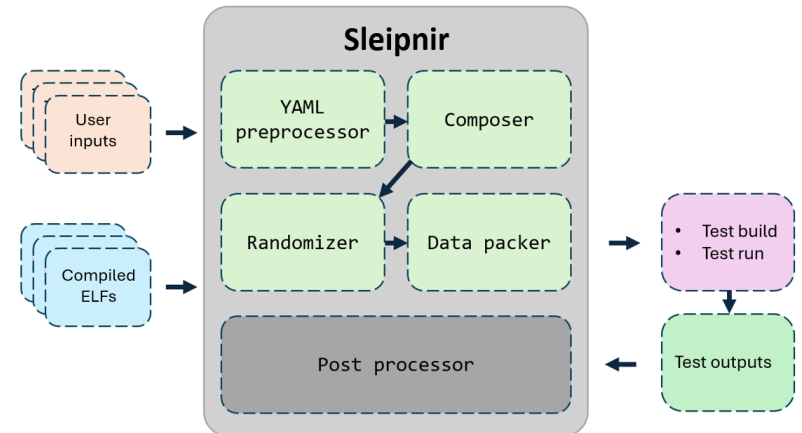 Sleipnir
User
inputs
YAML
preprocessor
Composer
Randomizer
Data packer
Compiled
ELFs
• Test build
• Test run
Post processor
Test outputs